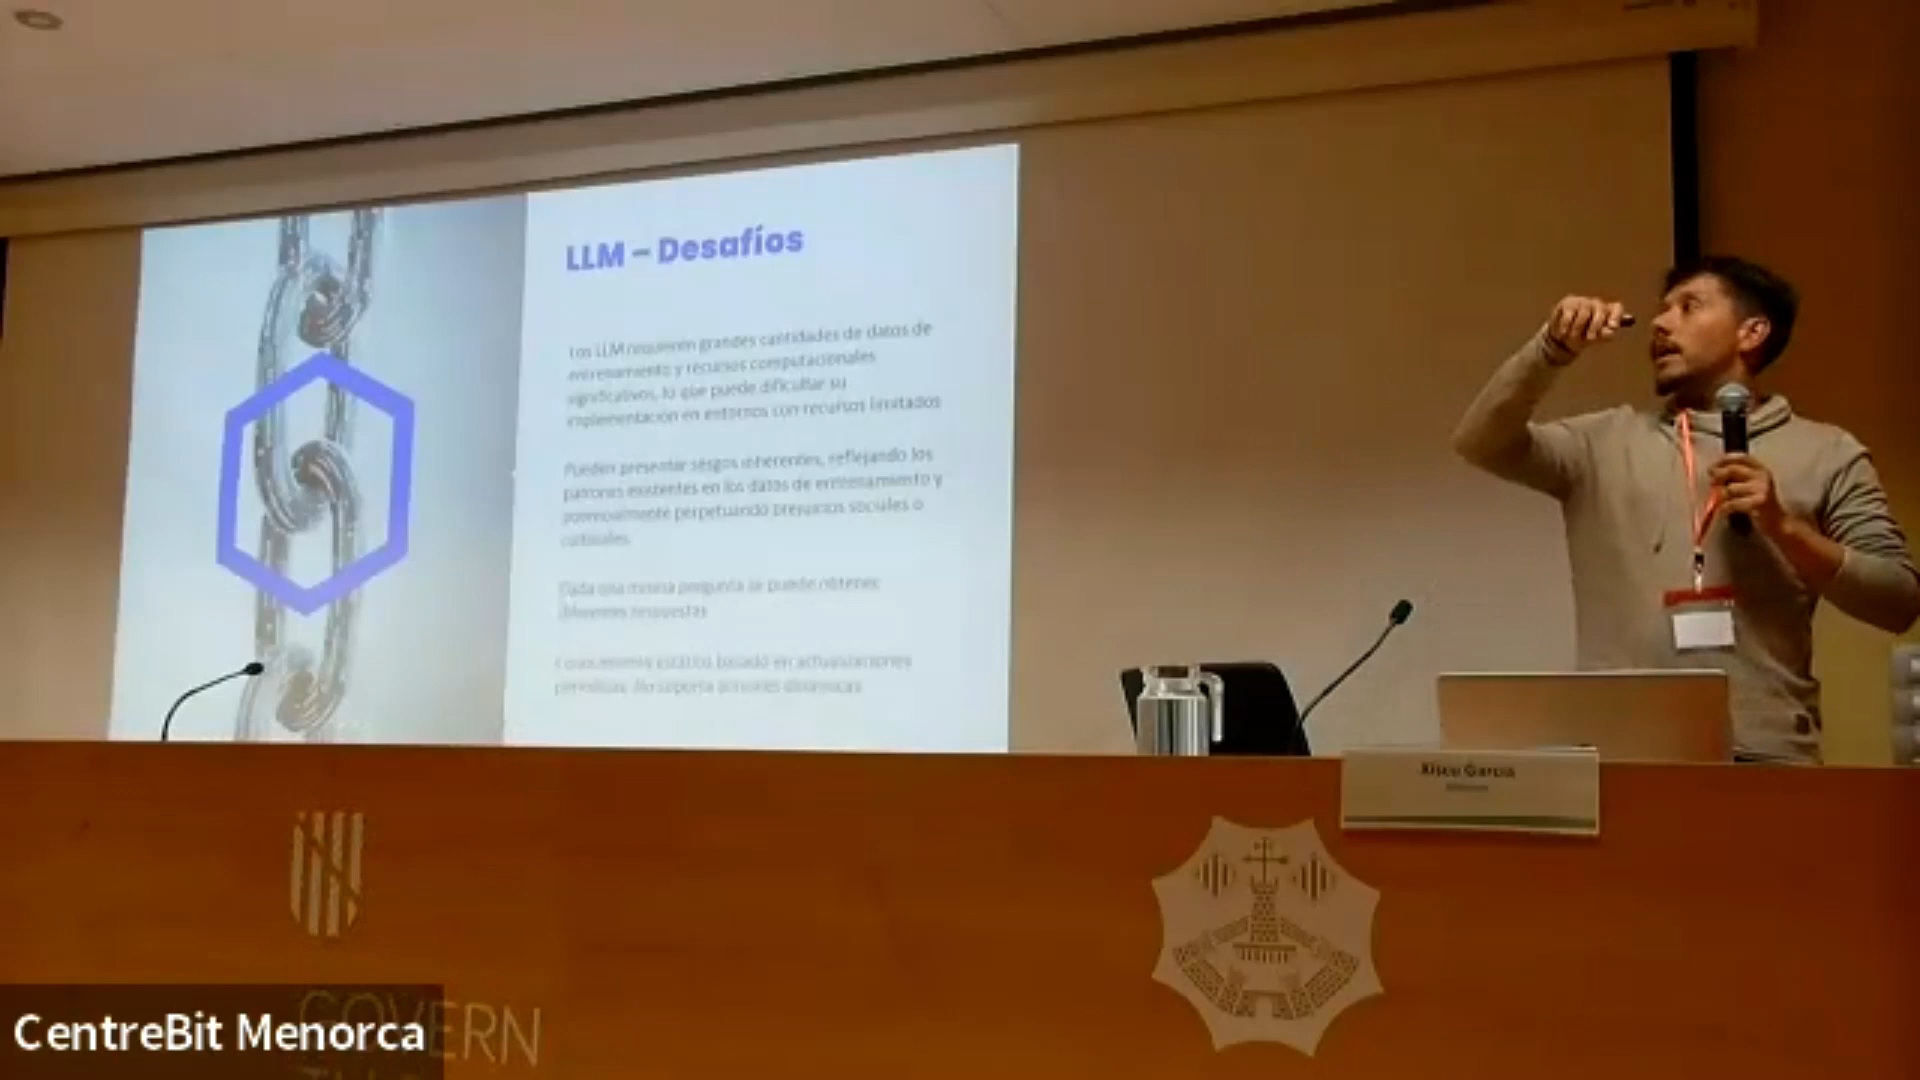 LLM – Desafíos
Los LLM requieren grandes cantidades de datos de
entrenamiento y recursos computacionales
significativos, lo que puede dificultar su
implementación en entornos con recursos limitados
Pueden presentar sesgos inherentes, reflejando los
patrones existentes en los datos de entrenamiento y
potencialmente perpetuando prejuicios sociales o
culturales
Dada una misma pregunta se puede obtener
diferentes respuestas
Conocimiento estático basado en actualizaciones
periódicas. No soporta acciones dinámicas
Xisco Garcia
GOVERN
CentreBit Menorca